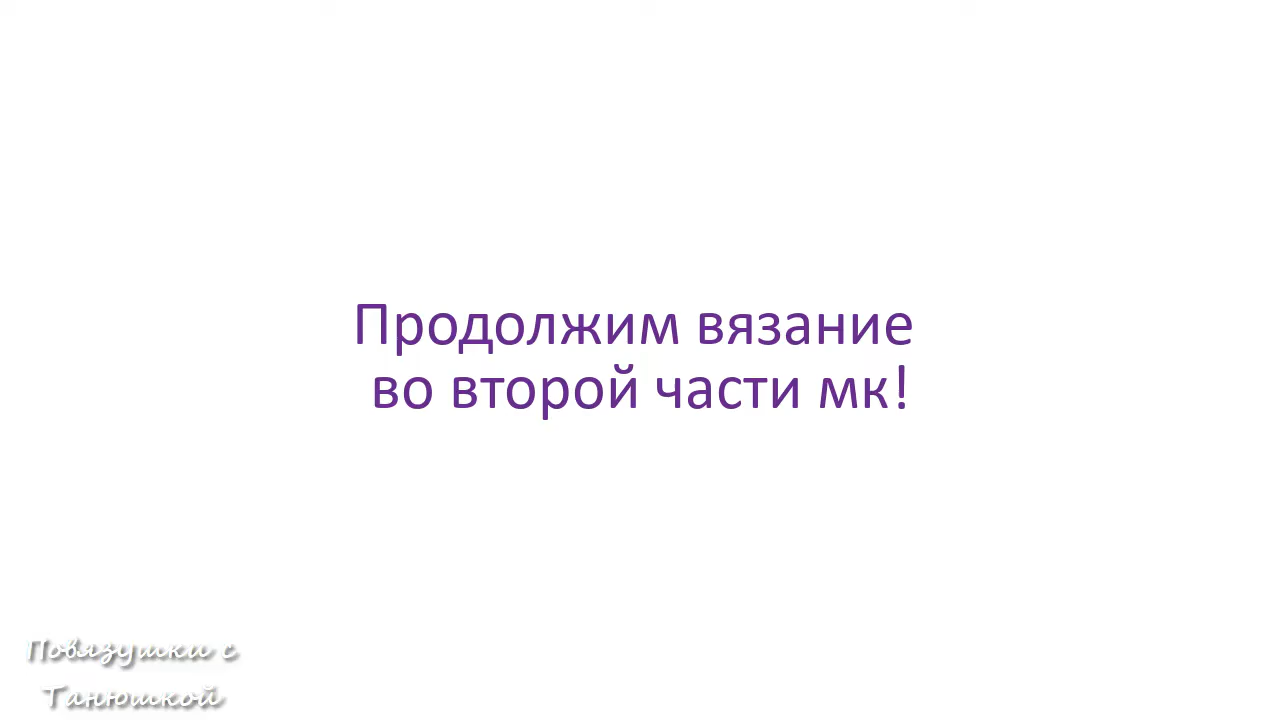 Продолжим вязание
во второй части мк!
Повязушки с
Танюшкой